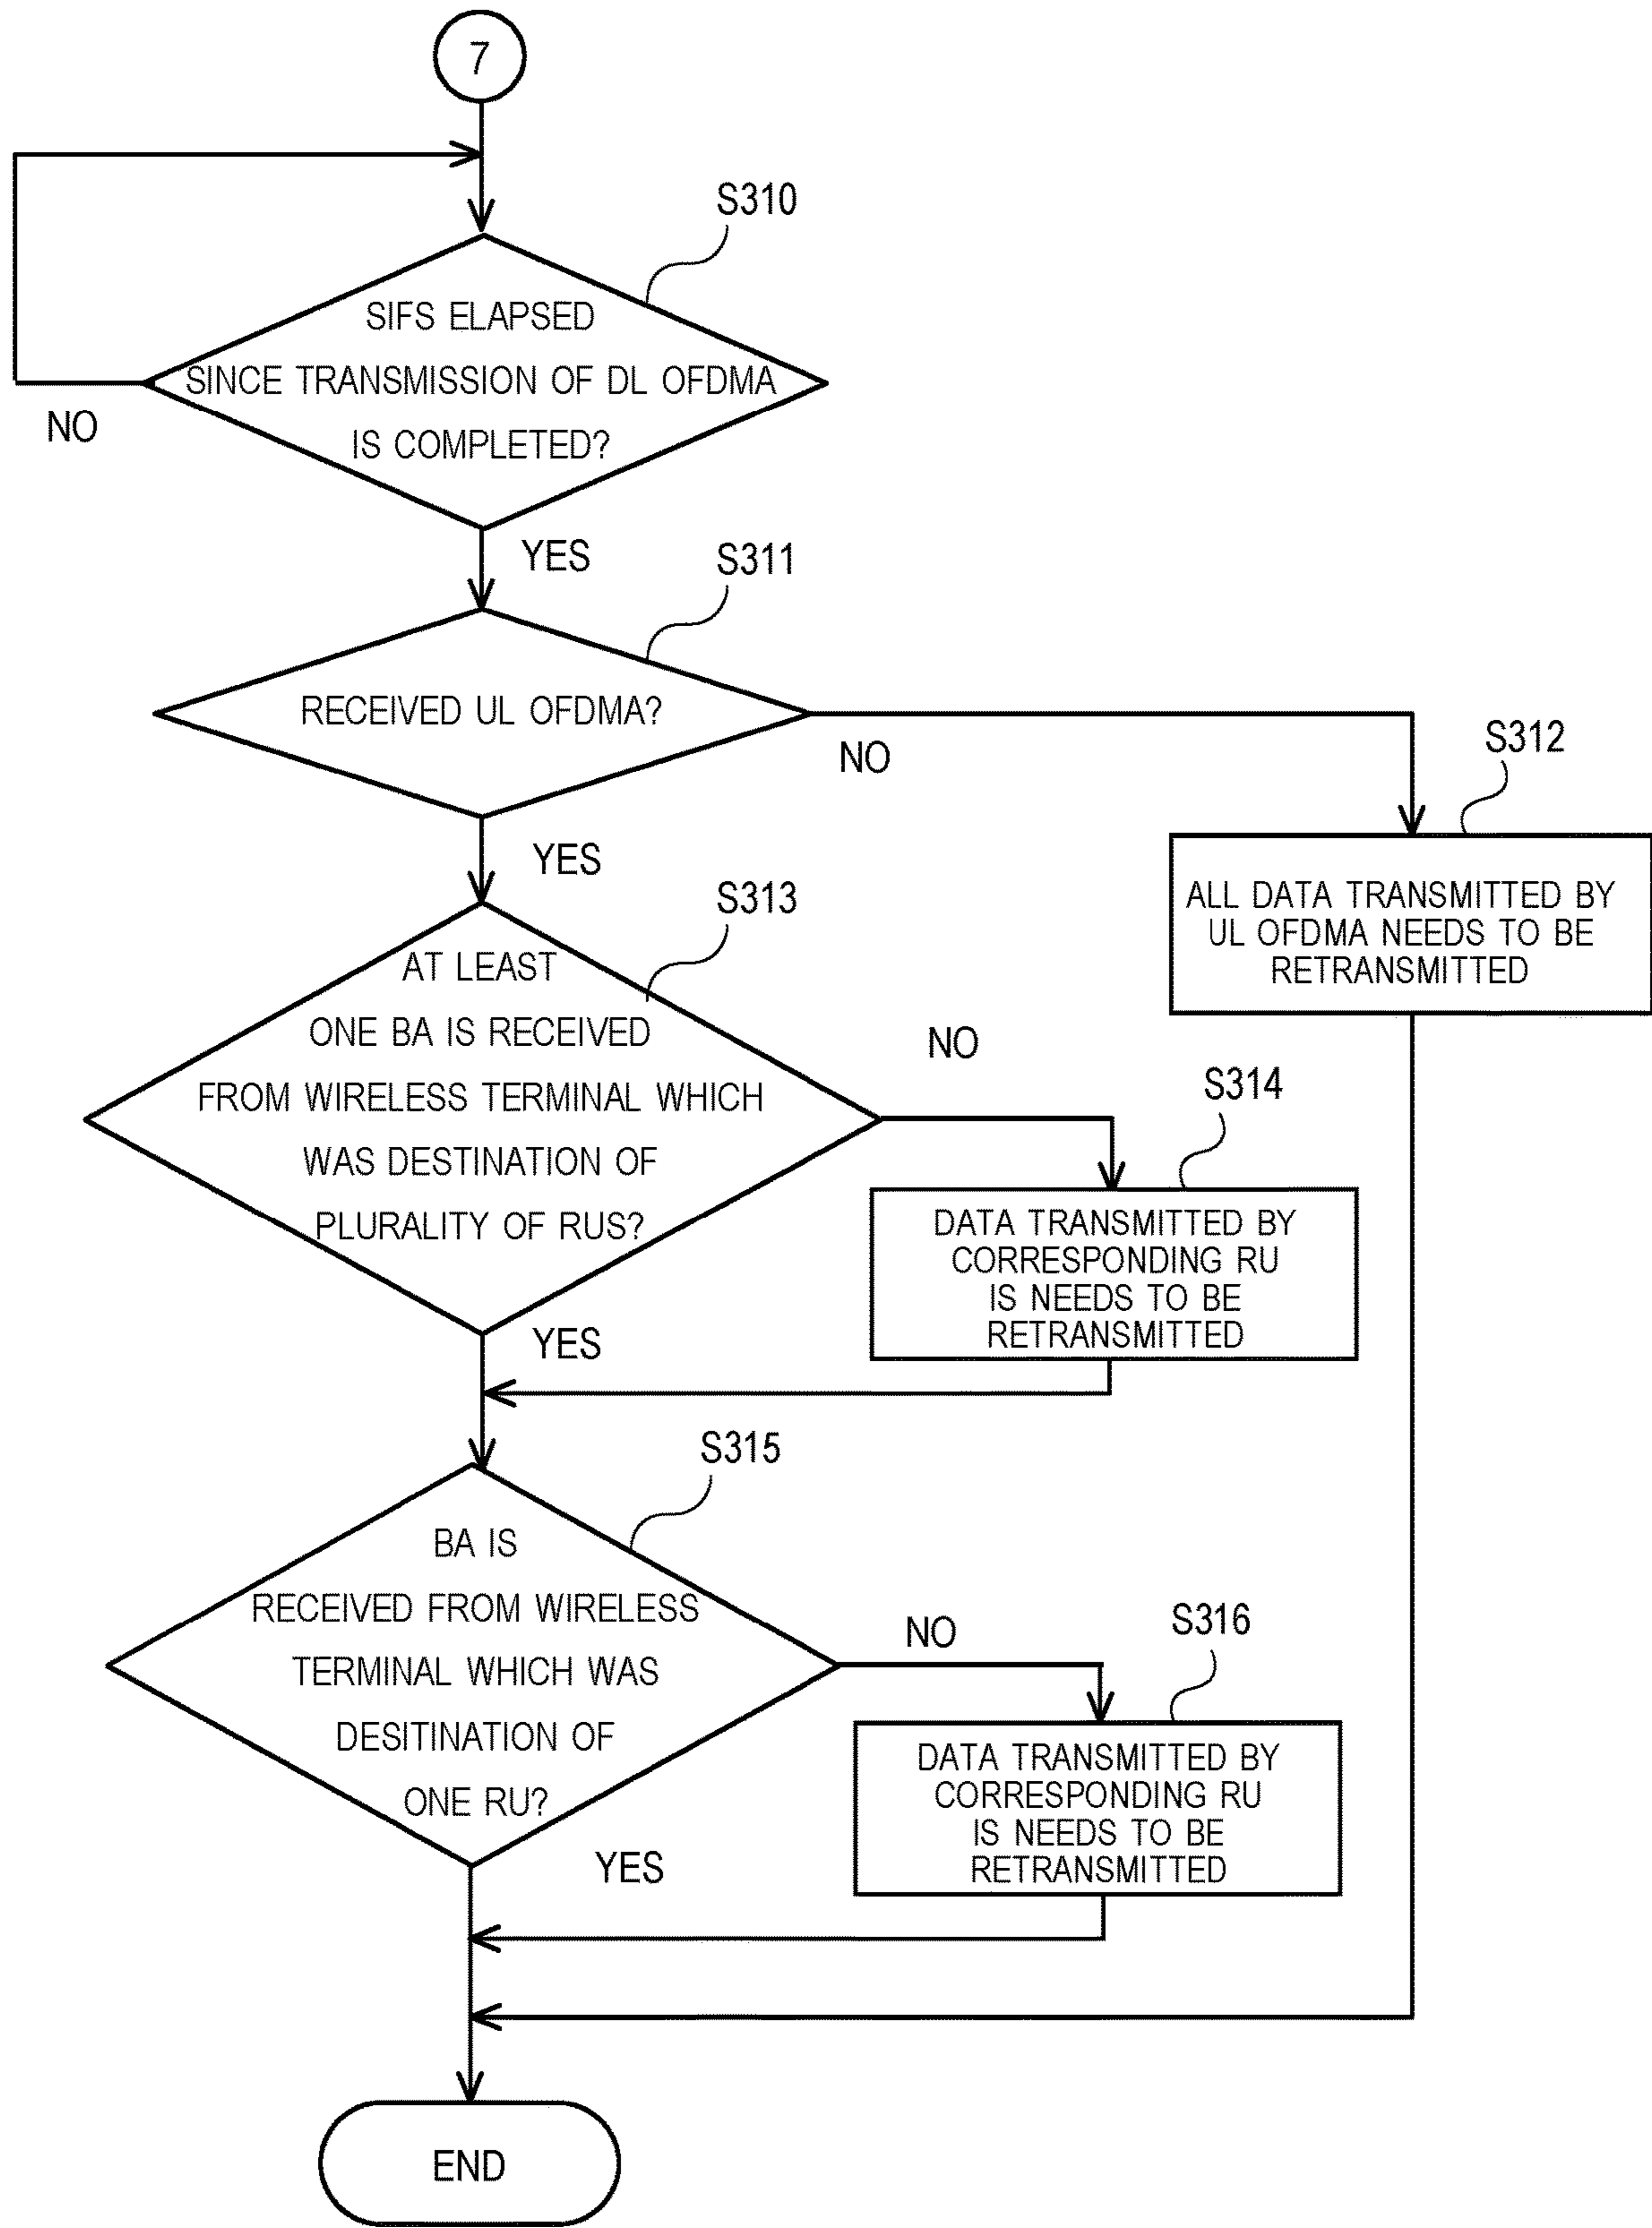 7
S310
SIFS ELAPSED
SINCE TRANSMISSION OF DL OFDMA
IS COMPLETED?
NO
YES
S311
RECEIVED UL OFDMA?
NO
S312
ALL DATA TRANSMITTED BY
UL OFDMA NEEDS TO BE
RETRANSMITTED
YES
S313
AT LEAST
ONE BA IS RECEIVED
FROM WIRELESS TERMINAL WHICH
WAS DESTINATION OF
PLURALITY OF RUS?
NO
S314
DATA TRANSMITTED BY
CORRESPONDING RU
IS NEEDS TO BE
RETRANSMITTED
YES
S315
BA IS
RECEIVED FROM WIRELESS
TERMINAL WHICH WAS
DESITINATION OF
ONE RU?
NO
S316
DATA TRANSMITTED BY
CORRESPONDING RU
IS NEEDS TO BE
RETRANSMITTED
YES
END